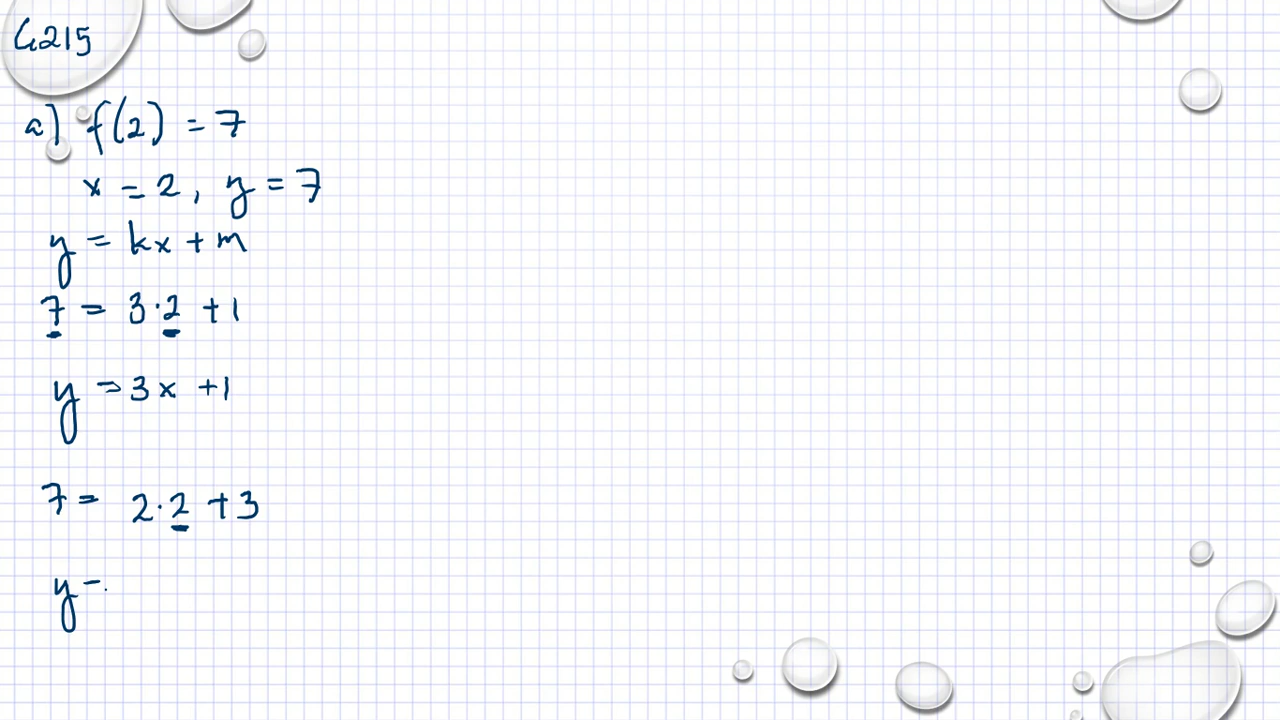 4215
a) f(2) = 7
x = 2, y = 7
y = kx + m
7 = 3·2 + 1
y = 3x + 1
7 = 2·2 + 3
y =